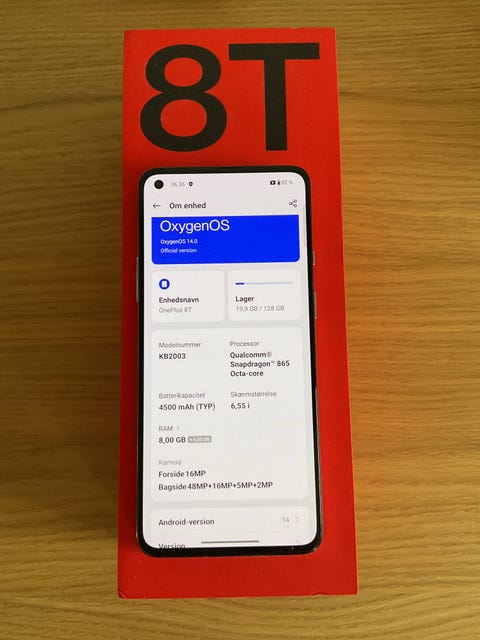 8T
06.36
82 %
Om enhed
OxygenOS
OxygenOS 14.0
Officiel version
Enhedsnavn
OnePlus 8T
Lager
19,9 GB / 128 GB
Modelnummer
KB2003
Processor
Qualcomm®
Snapdragon™ 865
Octa-core
Batterikapacitet
4500 mAh (TYP)
Skærmstørrelse
6,55 i
RAM
8,00 GB
Kamera
Forside 16MP
Bagside 48MP+16MP+5MP+2MP
Android-version 14
Version